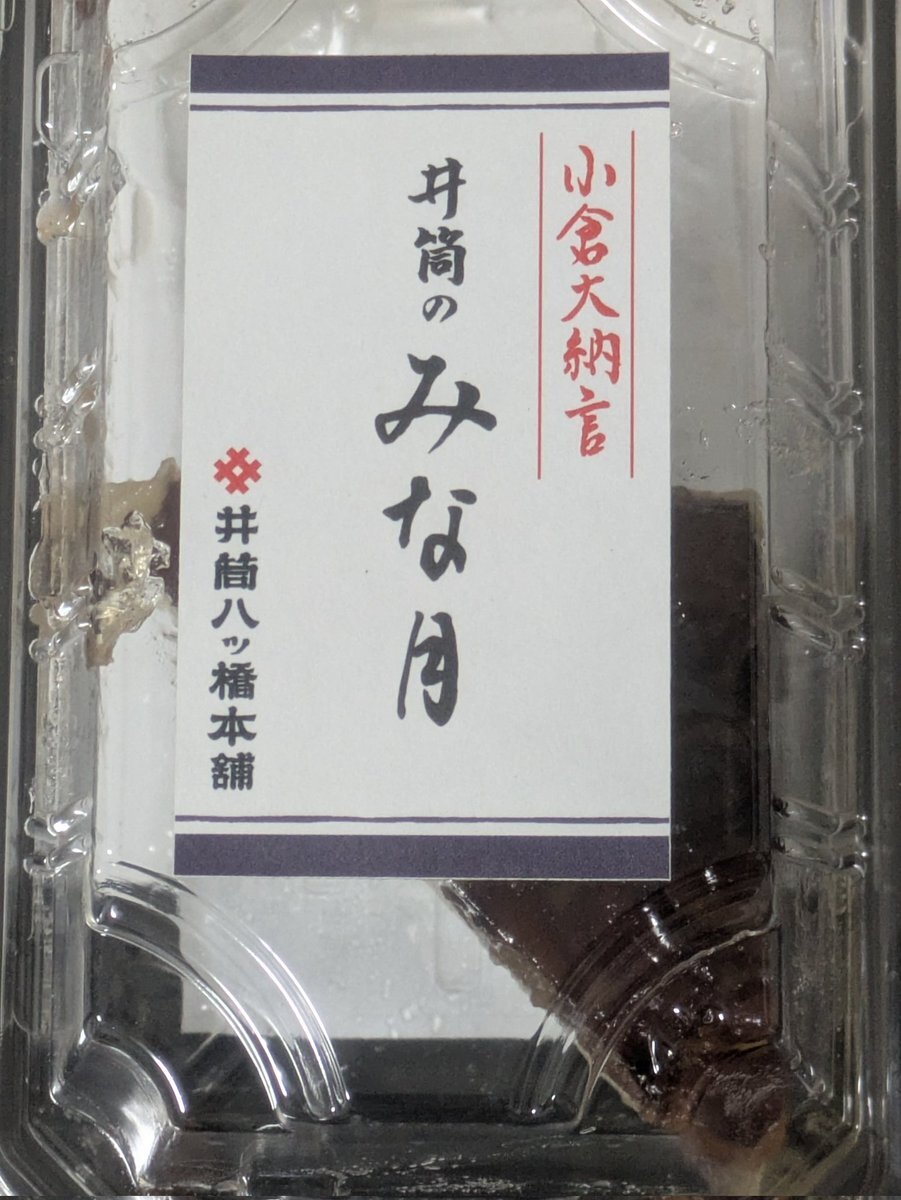 小倉大納言
井筒の
みな月
井筒八ッ橋本舗